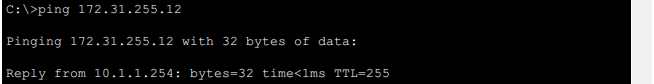 C:\>ping 172.31.255.12
Pinging 172.31.255.12 with 32 bytes of data:
Reply from 10.1.1.254: bytes=32 time<1ms TTL=255